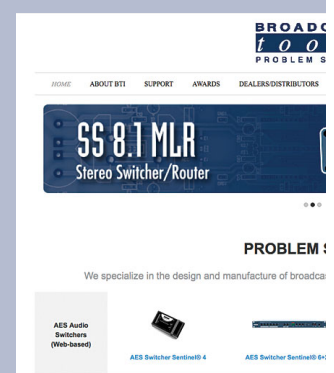 BROADC
too
PROBLEM S
HOME ABOUT BTI SUPPORT AWARDS DEALERS/DISTRIBUTORS
SS 8.1 MLR
Stereo Switcher/Router
PROBLEM S
We specialize in the design and manufacture of broadcas
AES Audio
Switchers
(Web-based)
AES Switcher Sentinel® 4 AES Switcher Sentinel® 6+